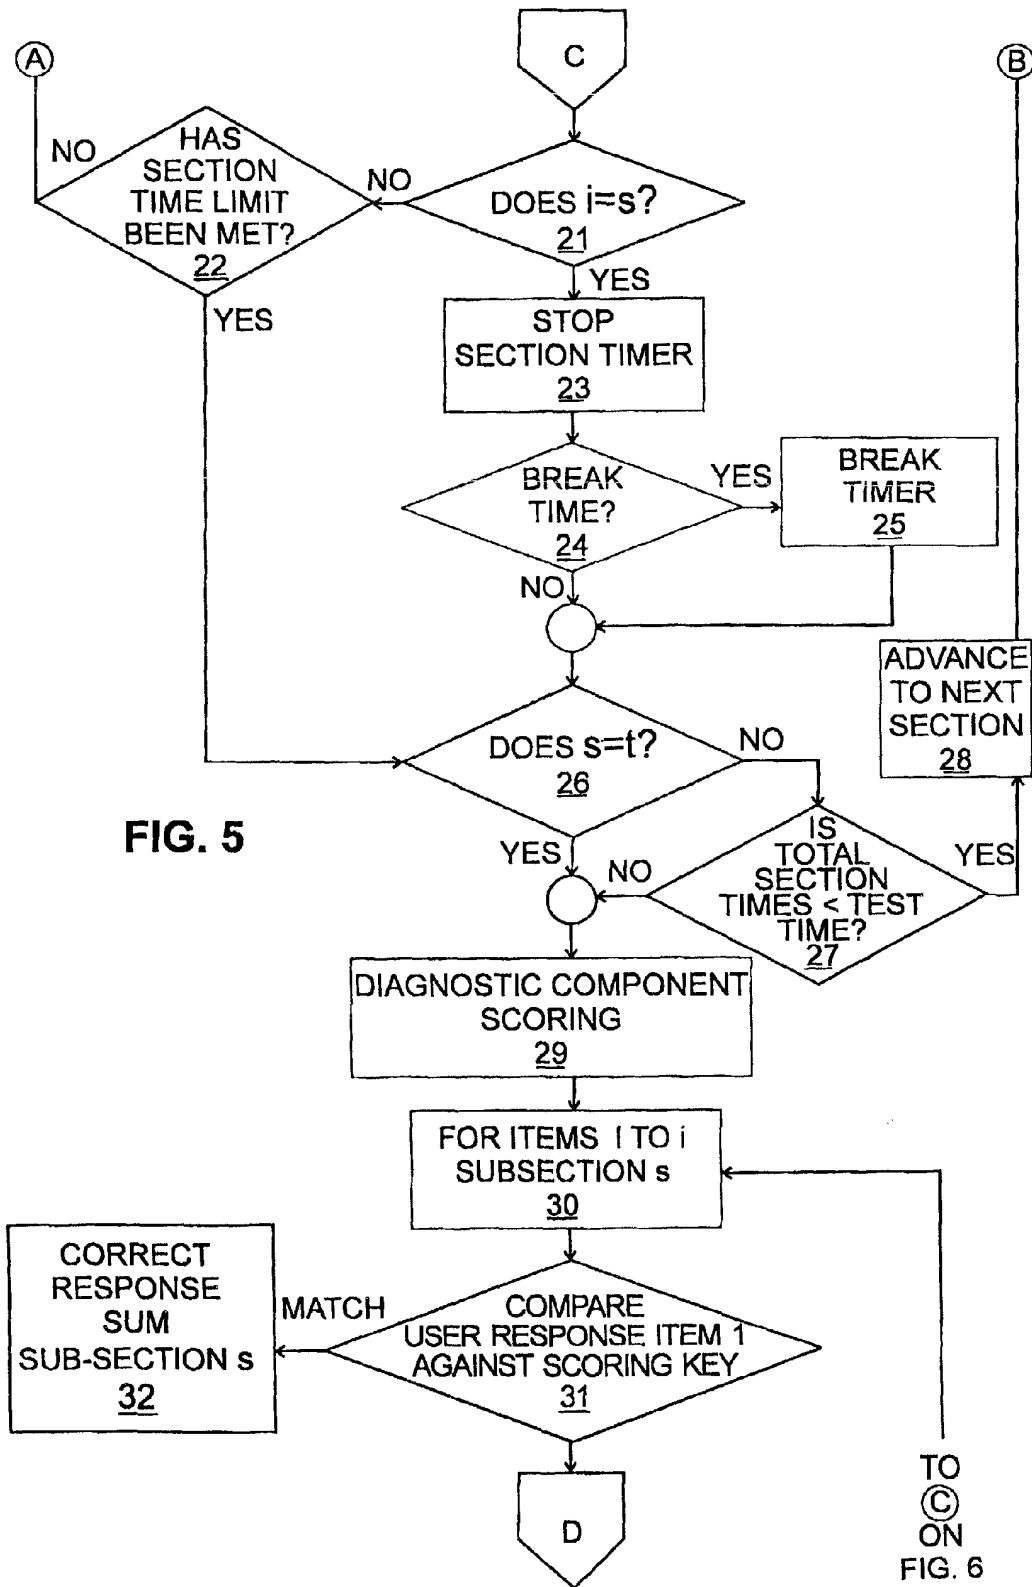 A
C
B
NO
HAS
SECTION
TIME LIMIT
BEEN MET?
22
NO
DOES i=s?
21
YES
YES
STOP
SECTION TIMER
23
BREAK
TIME?
24
YES
BREAK
TIMER
25
NO
ADVANCE
TO NEXT
SECTION
28
DOES s=t?
26
NO
FIG. 5
YES
NO
IS
TOTAL
SECTION
TIMES < TEST
TIME?
27
YES
DIAGNOSTIC COMPONENT
SCORING
29
FOR ITEMS I TO i
SUBSECTION s
30
CORRECT
RESPONSE
SUM
SUB-SECTION s
32
MATCH
COMPARE
USER RESPONSE ITEM 1
AGAINST SCORING KEY
31
D
TO
C
ON
FIG. 6